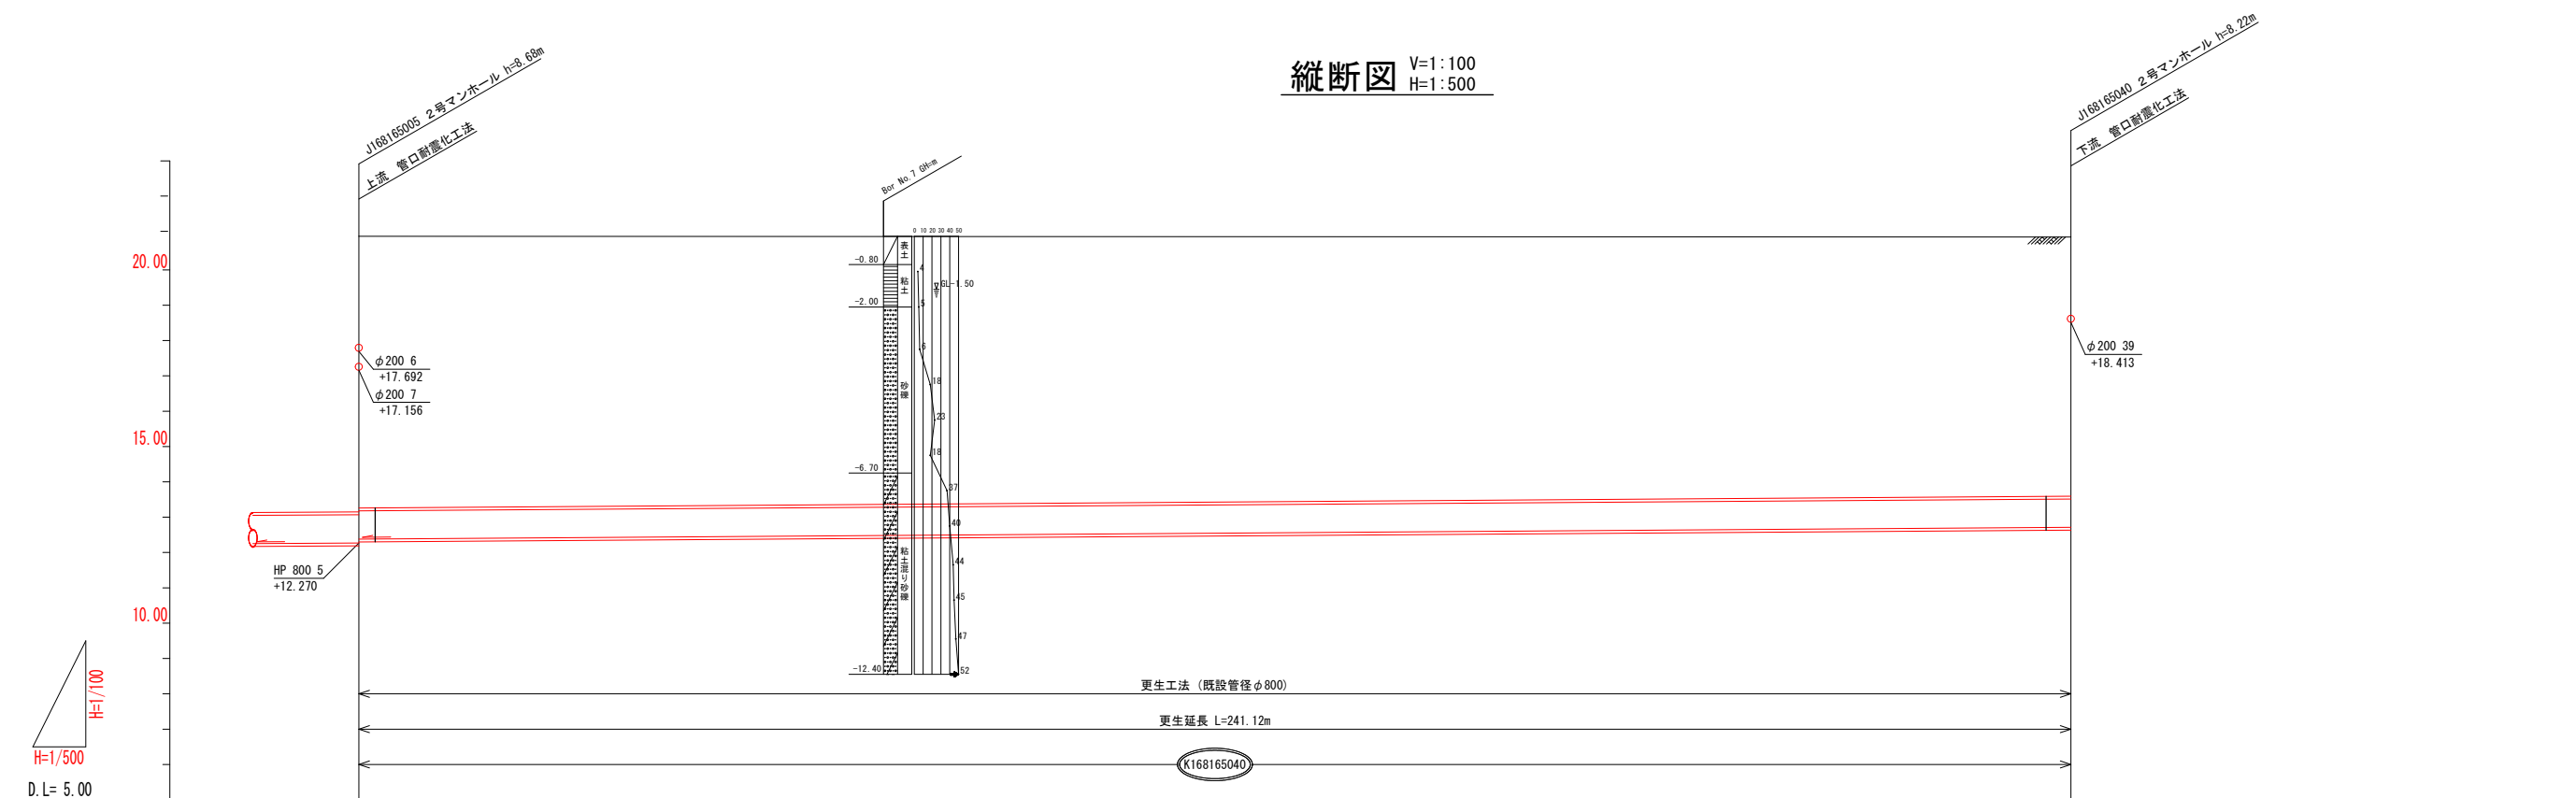 縦断図 V=1:100
H=1:500
J168165005 2号マンホール h=8.68m
上流 管口耐震化工法
J168165040 2号マンホール h=8.22m
下流 管口耐震化工法
Bor No.7 GH=m
0 10 20 30 40 50
表土
-0.80
4
粘土
GL-1.50
-2.00
5
6
18
砂礫
23
18
-6.70
37
40
粘土混り砂礫
44
45
47
-12.40
52
20.00
15.00
10.00
φ200 6
+17.692
φ200 7
+17.156
φ200 39
+18.413
HP 800 5
+12.270
更生工法 (既設管径φ800)
更生延長 L=241.12m
K168165040
H=1/100
H=1/500
D.L= 5.00